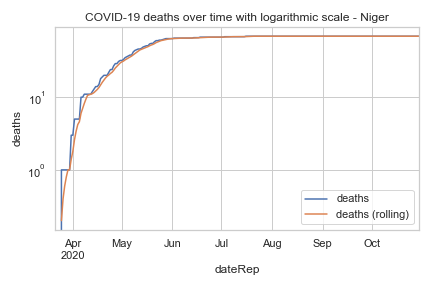 COVID-19 deaths over time with logarithmic scale - Niger
deaths
10¹
10⁰
Apr
2020
May
Jun
Jul
Aug
Sep
Oct
dateRep
deaths
deaths (rolling)